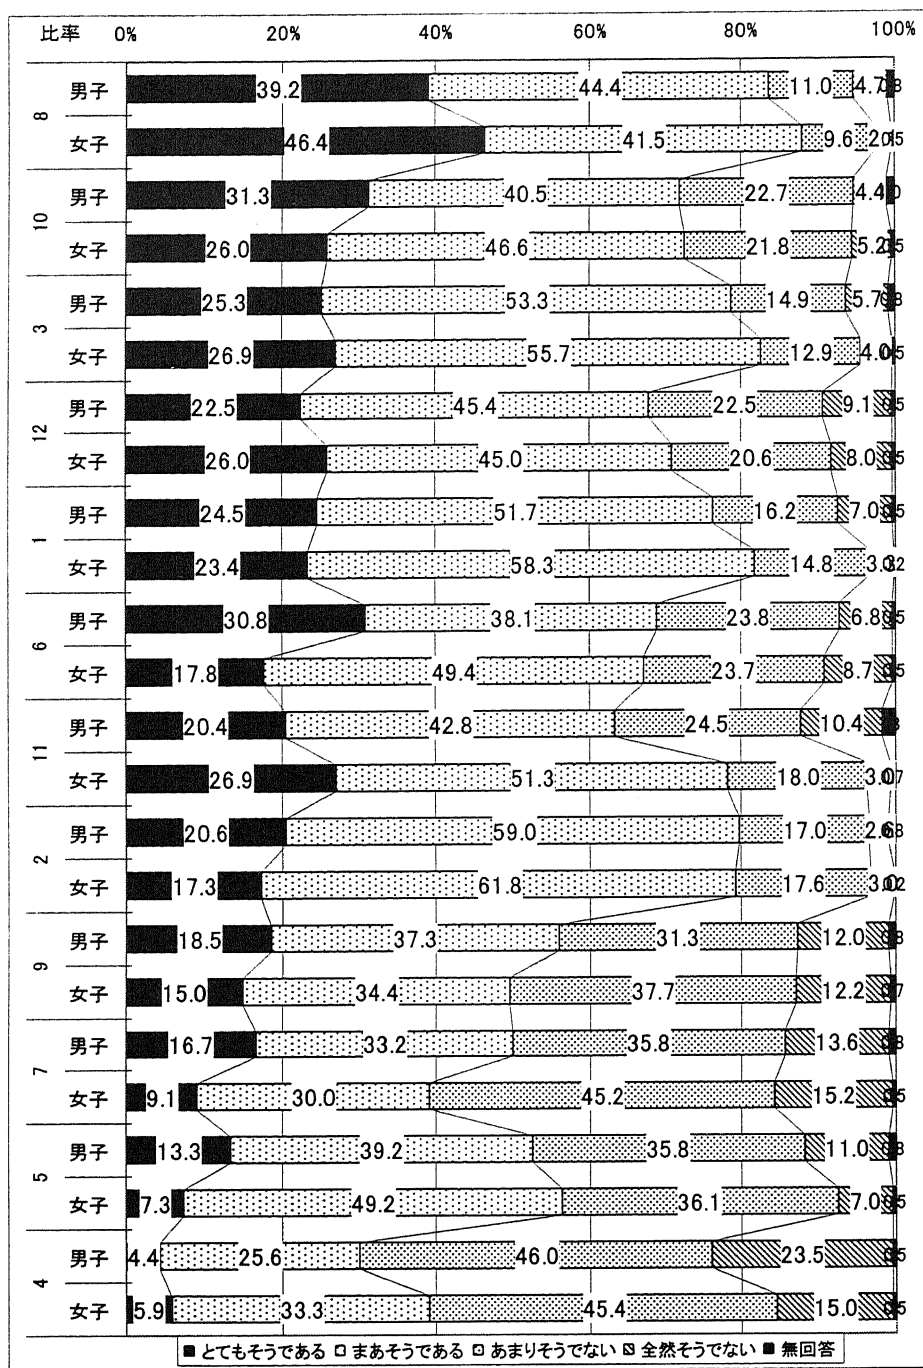 比率 0% 20% 40% 60% 80% 100%
8
男子 39.2 44.4 11.0 4.7
女子 46.4 41.5 9.6
10
男子 31.3 40.5 22.7 4.4
女子 26.0 46.6 21.8 5.2
3
男子 25.3 53.3 14.9 5.7
女子 26.9 55.7 12.9 4.0
12
男子 22.5 45.4 22.5 9.1
女子 26.0 45.0 20.6 8.0
1
男子 24.5 51.7 16.2 7.0
女子 23.4 58.3 14.8
6
男子 30.8 38.1 23.8 6.8
女子 17.8 49.4 23.7 8.7
11
男子 20.4 42.8 24.5 10.4
女子 26.9 51.3 18.0
2
男子 20.6 59.0 17.0
女子 17.3 61.8 17.6
9
男子 18.5 37.3 31.3 12.0
女子 15.0 34.4 37.7 12.2
7
男子 16.7 33.2 35.8 13.6
女子 9.1 30.0 45.2 15.2
5
男子 13.3 39.2 35.8 11.0
女子 7.3 49.2 36.1 7.0
4
男子 4.4 25.6 46.0 23.5
女子 5.9 33.3 45.4 15.0
とてもそうである まあそうである あまりそうでない 全然そうでない 無回答